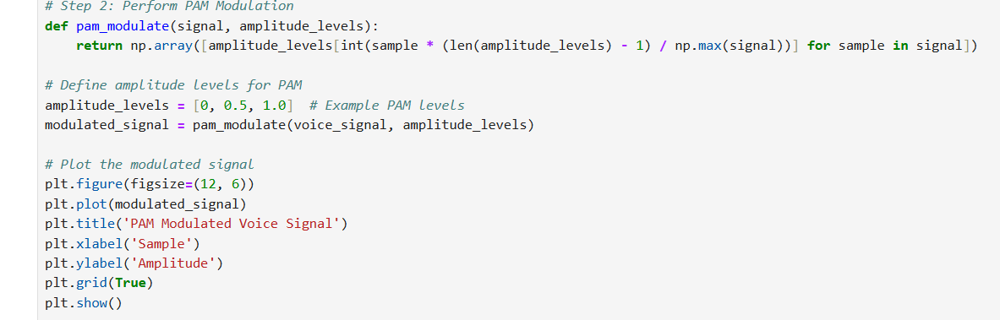 # Step 2: Perform PAM Modulation
def pam_modulate(signal, amplitude_levels):
    return np.array([amplitude_levels[int(sample * (len(amplitude_levels) - 1) / np.max(signal))] for sample in signal])

# Define amplitude levels for PAM
amplitude_levels = [0, 0.5, 1.0]  # Example PAM levels
modulated_signal = pam_modulate(voice_signal, amplitude_levels)

# Plot the modulated signal
plt.figure(figsize=(12, 6))
plt.plot(modulated_signal)
plt.title('PAM Modulated Voice Signal')
plt.xlabel('Sample')
plt.ylabel('Amplitude')
plt.grid(True)
plt.show()